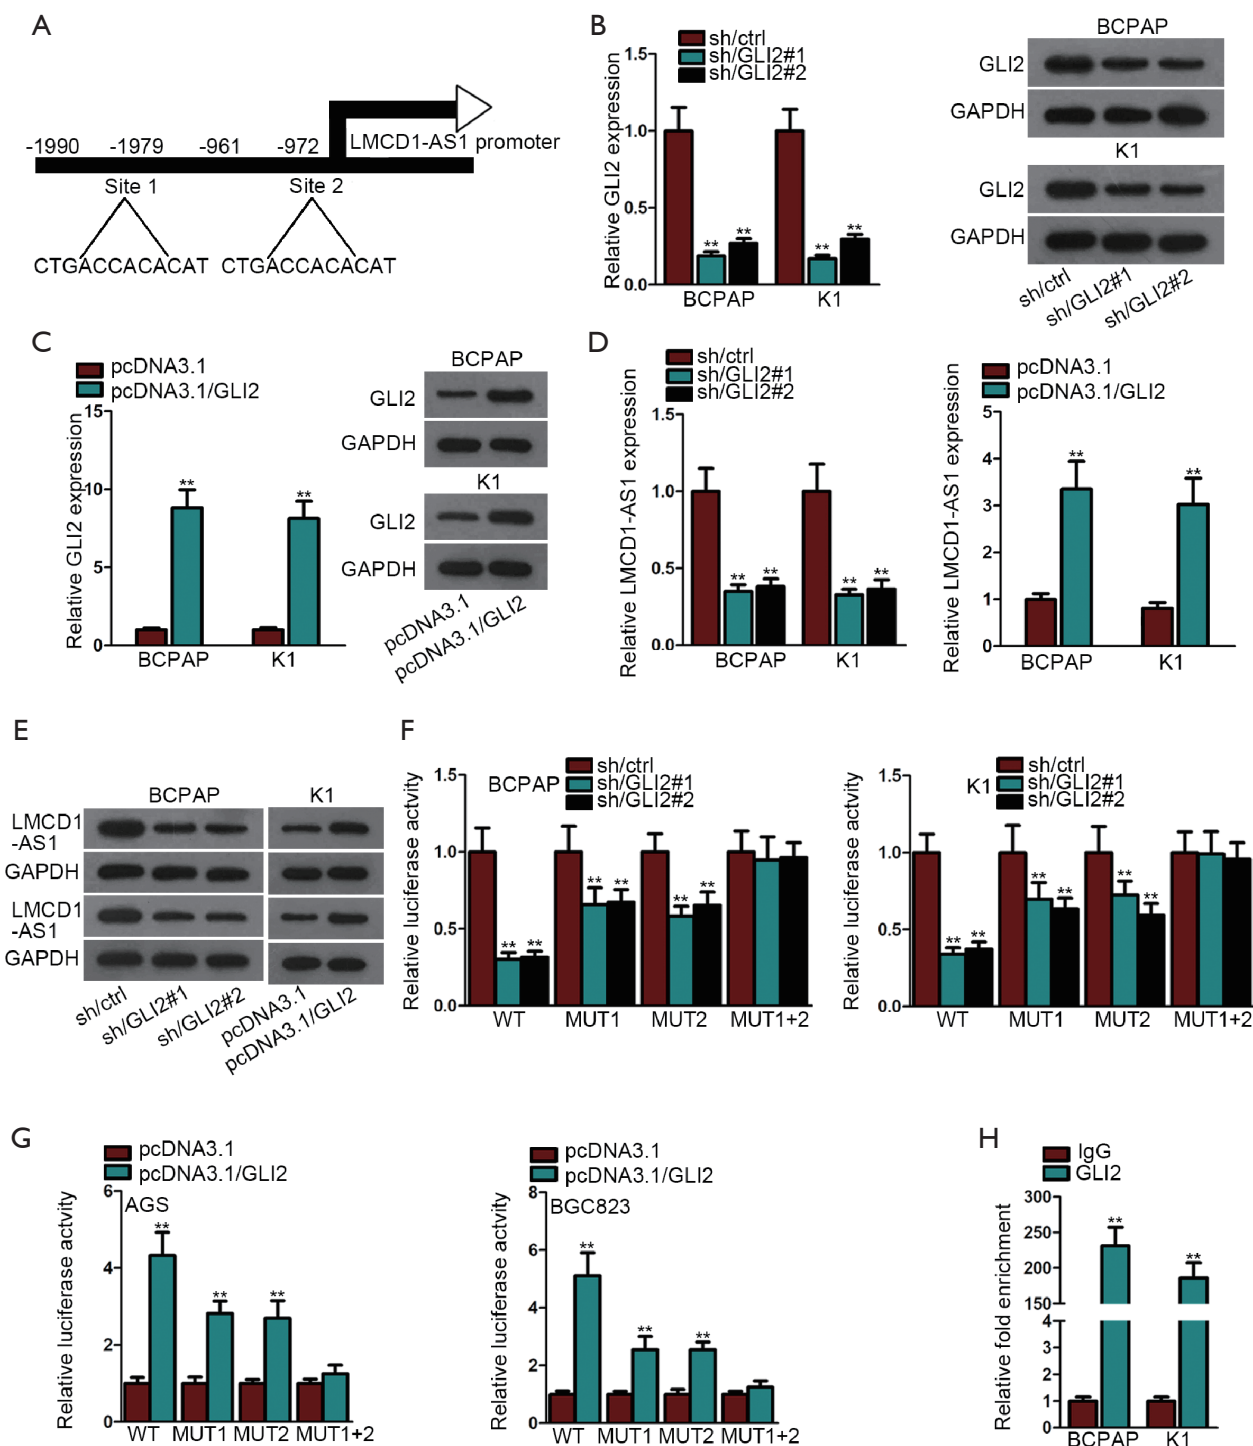 A
-1990 -1979 -961 -972 LMCD1-AS1 promoter
Site 1 Site 2
CTGACCACACAT CTGACCACACAT
B
sh/ctrl
sh/GLI2#1
sh/GLI2#2
Relative GLI2 expression
1.5
1.0
0.5
0.0
** ** ** **
BCPAP K1
BCPAP
GLI2
GAPDH
K1
GLI2
GAPDH
sh/ctrl sh/GLI2#1 sh/GLI2#2
C
pcDNA3.1
pcDNA3.1/GLI2
Relative GLI2 expression
15
10
5
0
** **
BCPAP K1
BCPAP
GLI2
GAPDH
K1
GLI2
GAPDH
pcDNA3.1 pcDNA3.1/GLI2
D
sh/ctrl
sh/GLI2#1
sh/GLI2#2
Relative LMCD1-AS1 expression
1.5
1.0
0.5
0.0
** ** ** **
BCPAP K1
pcDNA3.1
pcDNA3.1/GLI2
Relative LMCD1-AS1 expression
5
4
3
2
1
0
** **
BCPAP K1
E
BCPAP K1
LMCD1
-AS1
GAPDH
LMCD1
-AS1
GAPDH
sh/ctrl sh/GLI2#1 sh/GLI2#2 pcDNA3.1 pcDNA3.1/GLI2
F
BCPAP
sh/ctrl
sh/GLI2#1
sh/GLI2#2
Relative luciferase actvity
1.5
1.0
0.5
0.0
** ** ** ** ** **
WT MUT1 MUT2 MUT1+2
K1
sh/ctrl
sh/GLI2#1
sh/GLI2#2
Relative luciferase actvity
1.5
1.0
0.5
0.0
** ** ** ** ** **
WT MUT1 MUT2 MUT1+2
G
pcDNA3.1
pcDNA3.1/GLI2
AGS
Relative luciferase actvity
6
4
2
0
** ** **
WT MUT1 MUT2 MUT1+2
pcDNA3.1
pcDNA3.1/GLI2
BGC823
Relative luciferase actvity
8
6
4
2
0
** ** **
WT MUT1 MUT2 MUT1+2
H
IgG
GLI2
Relative fold enrichment
300
250
200
150
4
3
2
1
0
** **
BCPAP K1